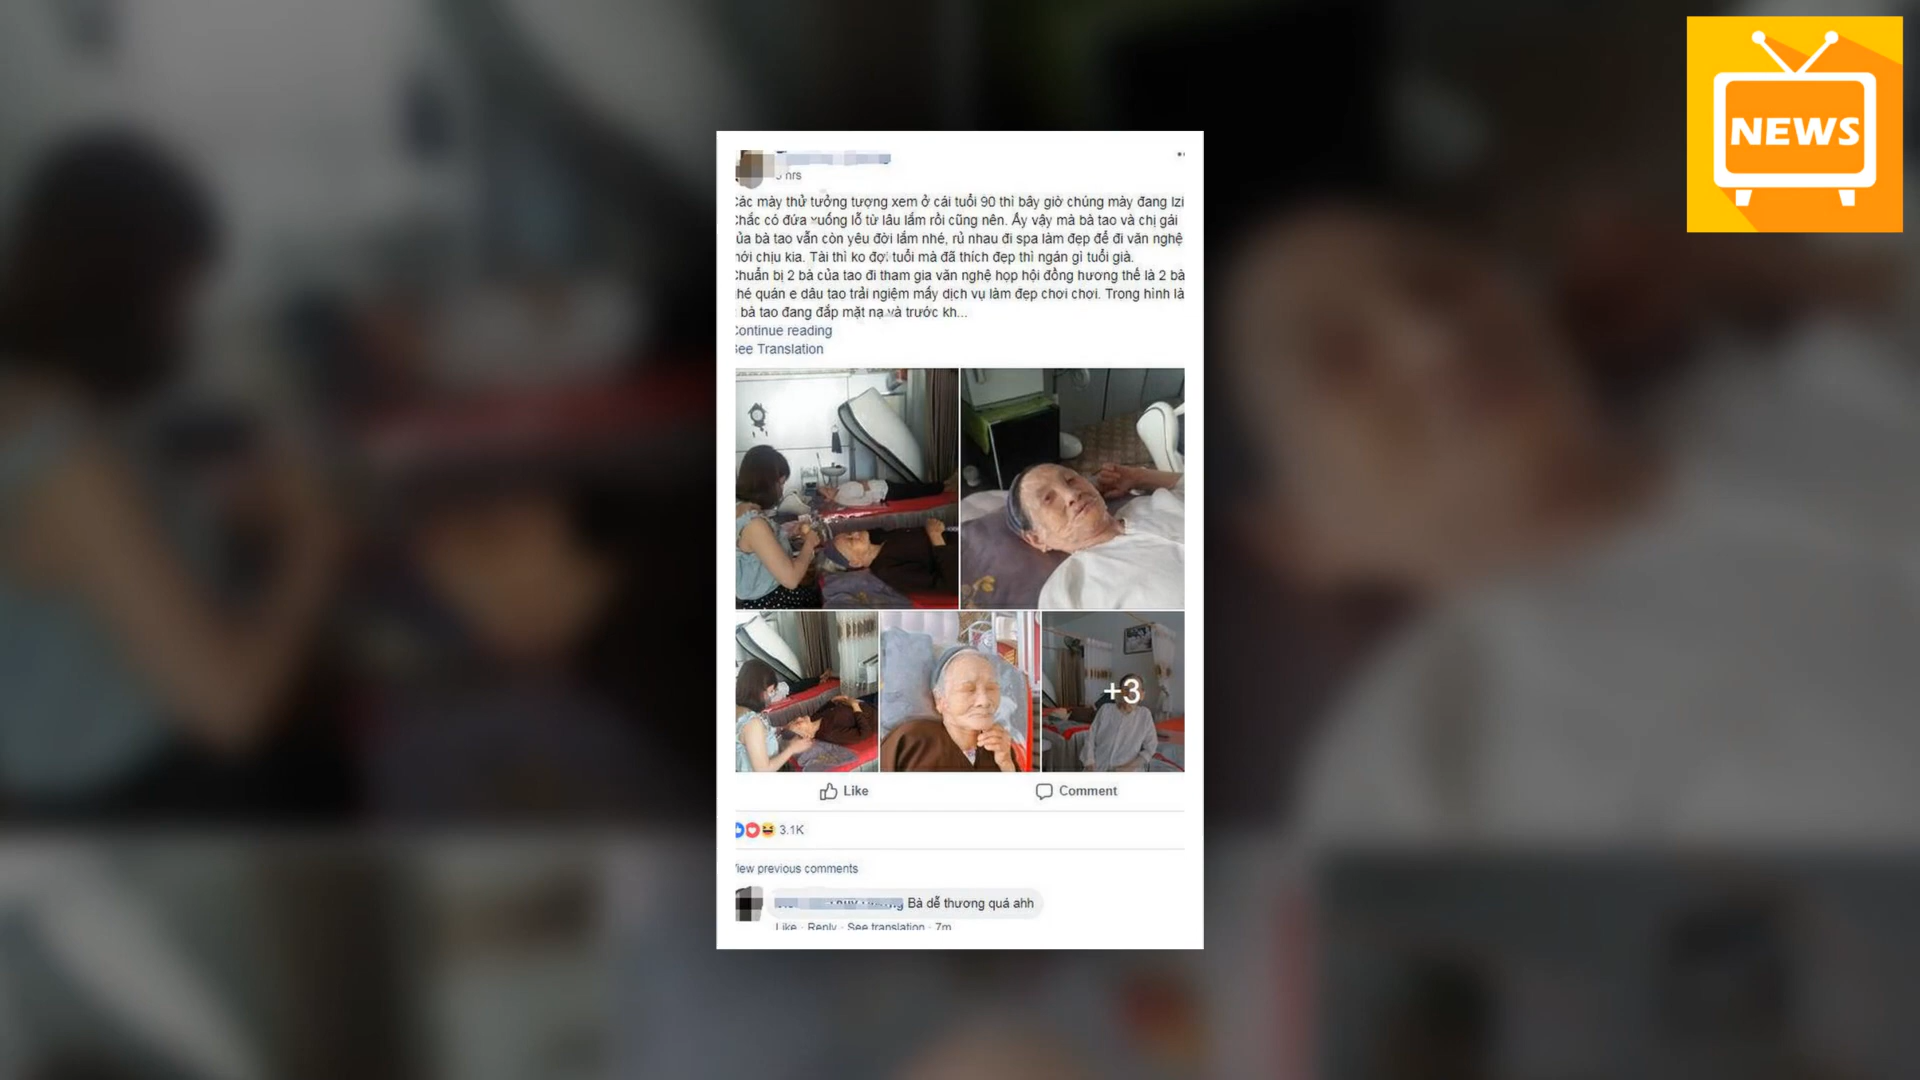 NEWS
hrs
Các mày thử tưởng tượng xem ở cái tuổi 90 thì bây giờ chúng mày đang lzi
Chắc có đứa xuống lỗ từ lâu lắm rồi cũng nên. Ấy vậy mà bà tao và chị gái
của bà tao vẫn còn yêu đời lắm nhé, rủ nhau đi spa làm đẹp để đi văn nghệ
mới chịu kia. Tài thì ko đợi tuổi mà đã thích đẹp thì ngán gì tuổi già.
Chuẩn bị 2 bà của tao đi tham gia văn nghệ họp hội đồng hương thế là 2 bà
ghé quán e dâu tao trải ngiệm mấy dịch vụ làm đẹp chơi chơi. Trong hình là
bà tao đang đắp mặt nạ và trước kh...
Continue reading
See Translation
+3
Like Comment
3.1K
View previous comments
Bà dễ thương quá ahh
Like · Reply · See translation · 7m